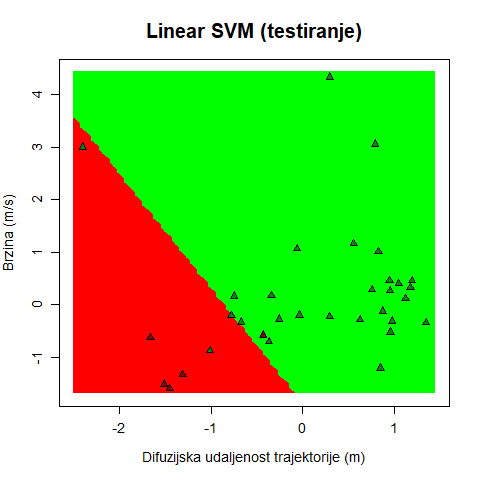 Linear SVM (testiranje)
Brzina (m/s)
4
3
2
1
0
-1
-2 -1 0 1
Difuzijska udaljenost trajektorije (m)